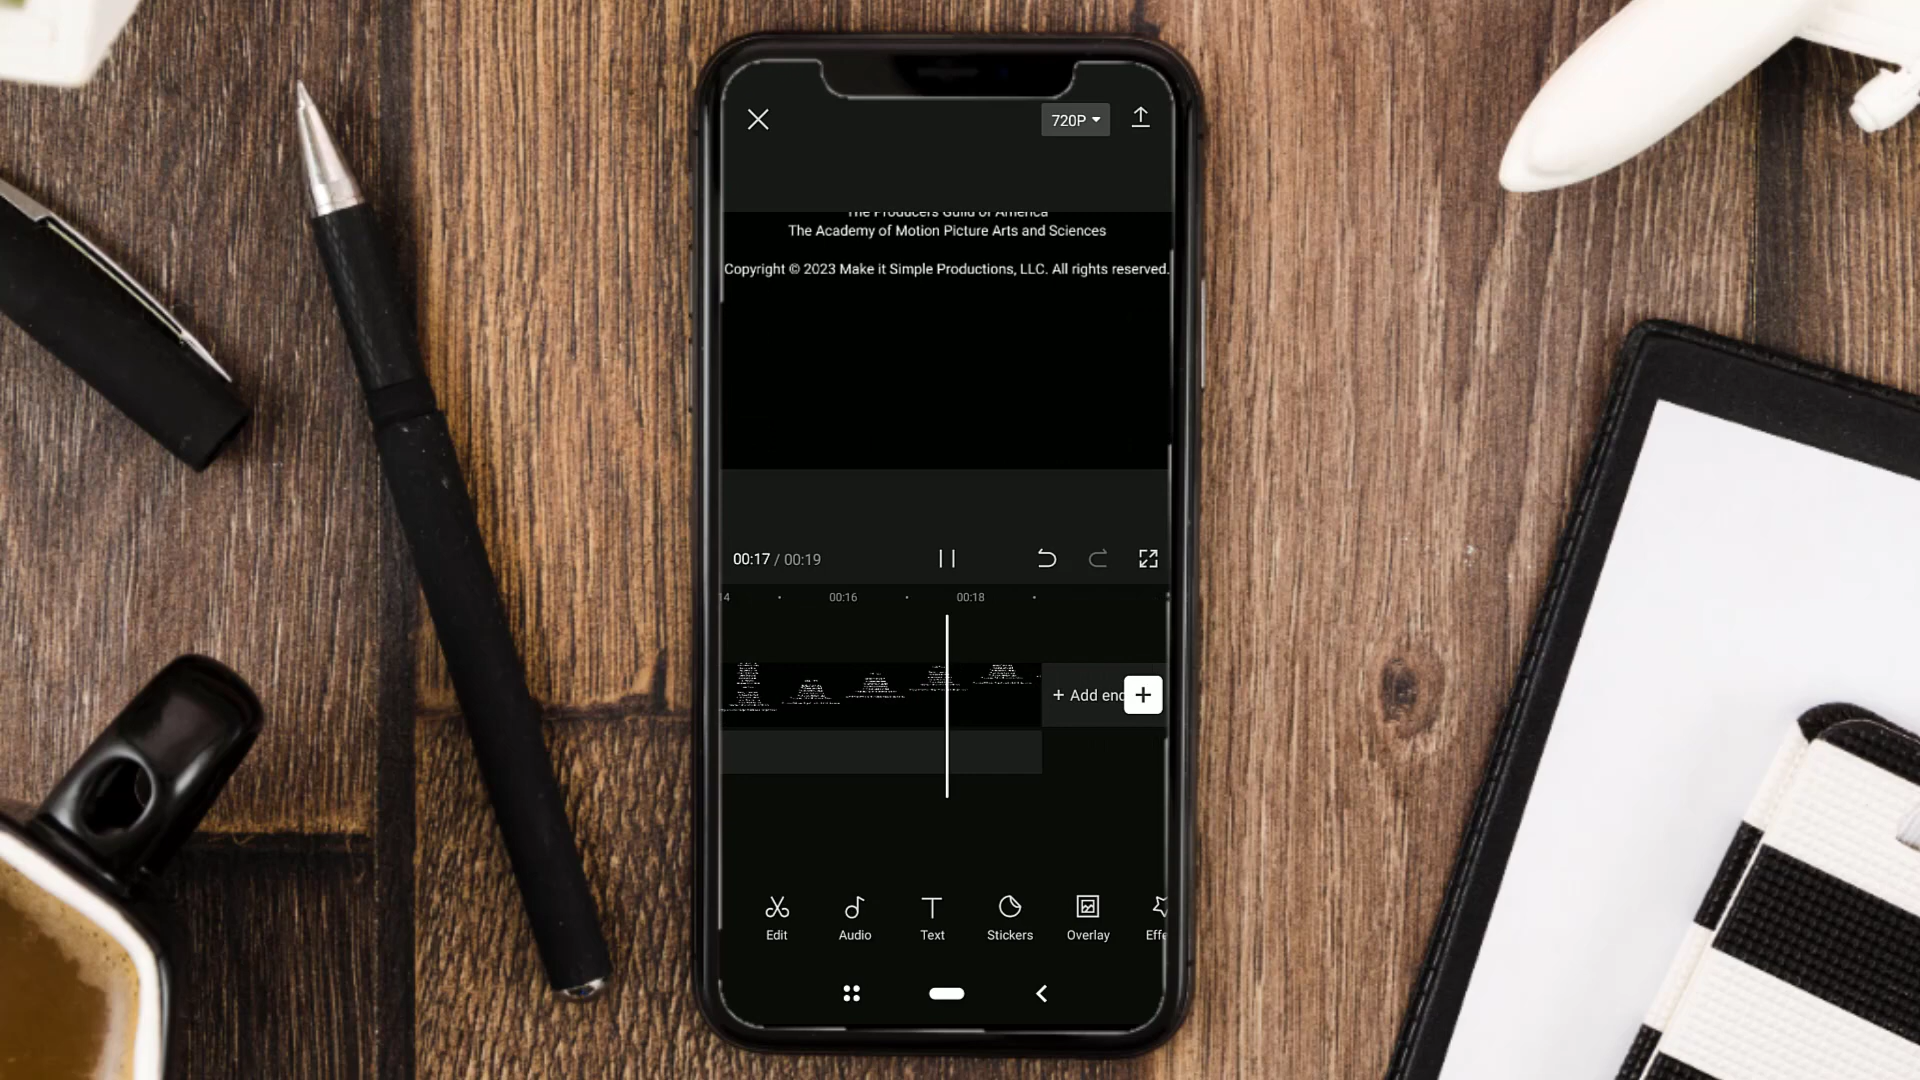 720P
The Producers Guild of America
The Academy of Motion Picture Arts and Sciences
Copyright © 2023 Make it Simple Productions, LLC. All rights reserved.
00:17 / 00:19
14 00:16 00:18
+ Add end
Edit Audio Text Stickers Overlay Effe